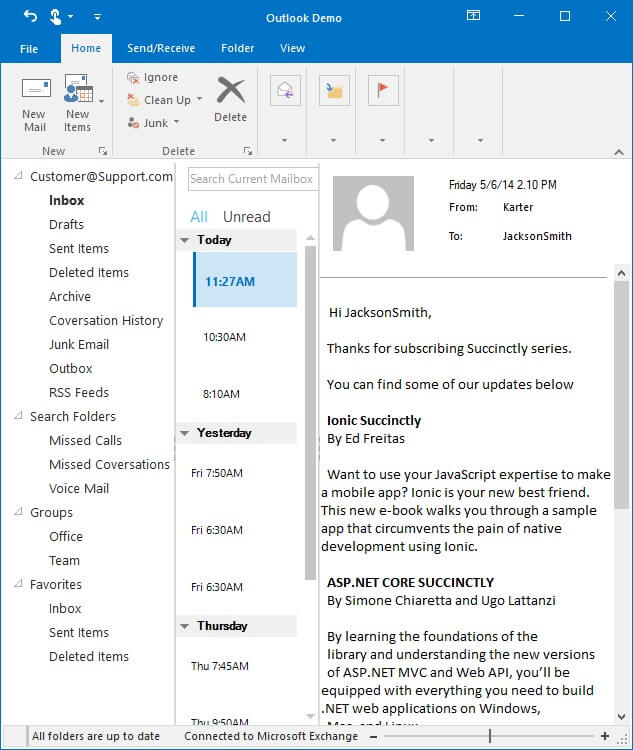 Outlook Demo
File Home Send/Receive Folder View
New Mail
New Items
Ignore
Clean Up
Junk
Delete
New
Delete
Customer@Support.com
Inbox
Drafts
Sent Items
Deleted Items
Archive
Coversation History
Junk Email
Outbox
RSS Feeds
Search Folders
Missed Calls
Missed Coversations
Voice Mail
Groups
Office
Team
Favorites
Inbox
Sent Items
Deleted Items
Search Current Mailbox
All Unread
Today
11:27AM
10:30AM
8:10AM
Yesterday
Fri 7:50AM
Fri 6:30AM
Fri 6:30AM
Thursday
Thu 7:45AM
Thu 9:50AM
Friday 5/6/14 2.10 PM
From: Karter
To: JacksonSmith
Hi JacksonSmith,
Thanks for subscribing Succinctly series.
You can find some of our updates below
Ionic Succinctly
By Ed Freitas
Want to use your JavaScript expertise to make
a mobile app? Ionic is your new best friend.
This new e-book walks you through a sample
app that circumvents the pain of native
development using Ionic.
ASP.NET CORE SUCCINCTLY
By Simone Chiaretta and Ugo Lattanzi
By learning the foundations of the
library and understanding the new versions
of ASP.NET MVC and Web API, you'll be
equipped with everything you need to build
.NET web applications on Windows,
Mac, and Linux
All folders are up to date
Connected to Microsoft Exchange